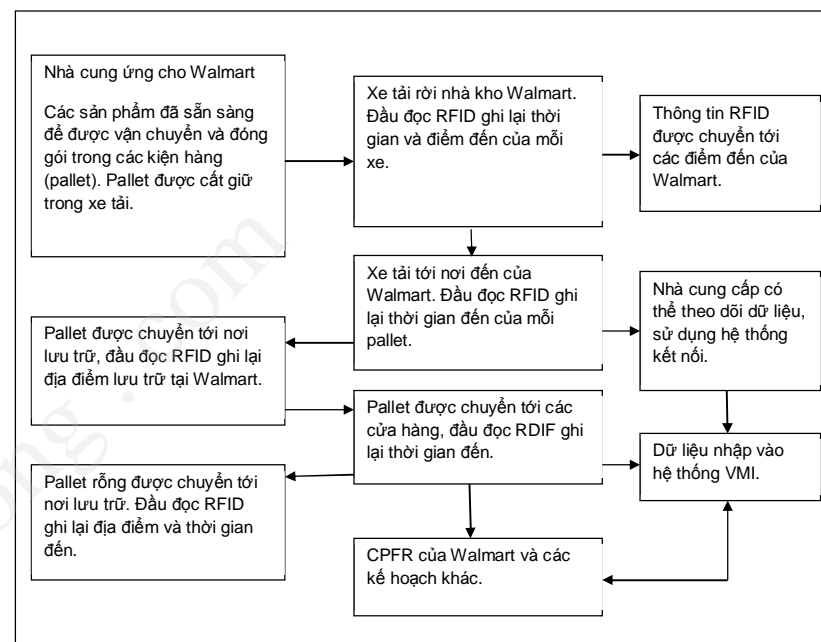 Nhà cung ứng cho Walmart
Các sản phẩm đã sẵn sàng
để được vận chuyển và đóng
gói trong các kiện hàng
(pallet). Pallet được cất giữ
trong xe tải.
Xe tải rời nhà kho Walmart.
Đầu đọc RFID ghi lại thời
gian và điểm đến của mỗi
xe.
Thông tin RFID
được chuyển tới
các điểm đến của
Walmart.
Xe tải tới nơi đến của
Walmart. Đầu đọc RFID ghi
lại thời gian đến của mỗi
pallet.
Nhà cung cấp có
thể theo dõi dữ liệu,
sử dụng hệ thống
kết nối.
Pallet được chuyển tới nơi
lưu trữ, đầu đọc RFID ghi lại
địa điểm lưu trữ tại Walmart.
Pallet được chuyển tới các
cửa hàng, đầu đọc RDIF ghi
lại thời gian đến.
Dữ liệu nhập vào
hệ thống VMI.
Pallet rỗng được chuyển tới
nơi lưu trữ. Đầu đọc RFID
ghi lại địa điểm và thời gian
đến.
CPFR của Walmart và các
kế hoạch khác.
ong . com